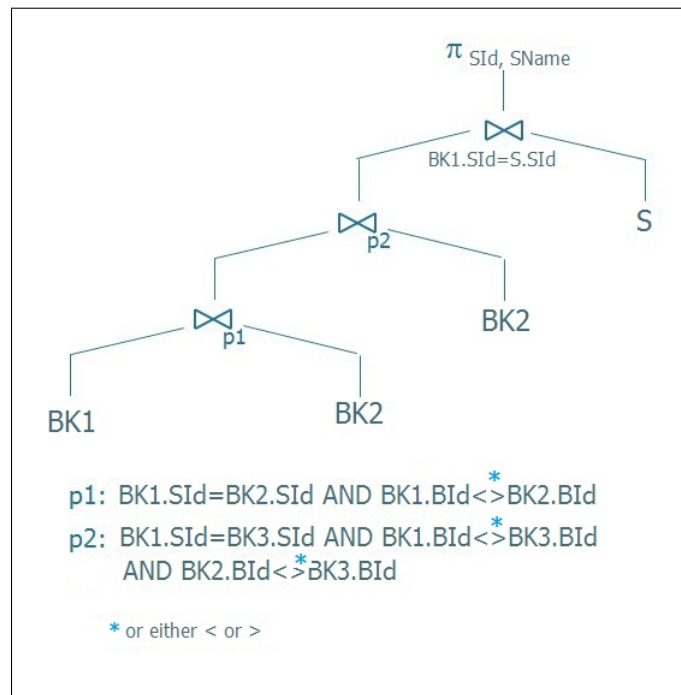 π SId, SName
BK1.SId=S.SId
S
p2
BK2
p1
BK1
BK2
p1: BK1.SId=BK2.SId AND BK1.BId<*>BK2.BId
p2: BK1.SId=BK3.SId AND BK1.BId<*>BK3.BId
AND BK2.BId<*>BK3.BId
* or either < or >